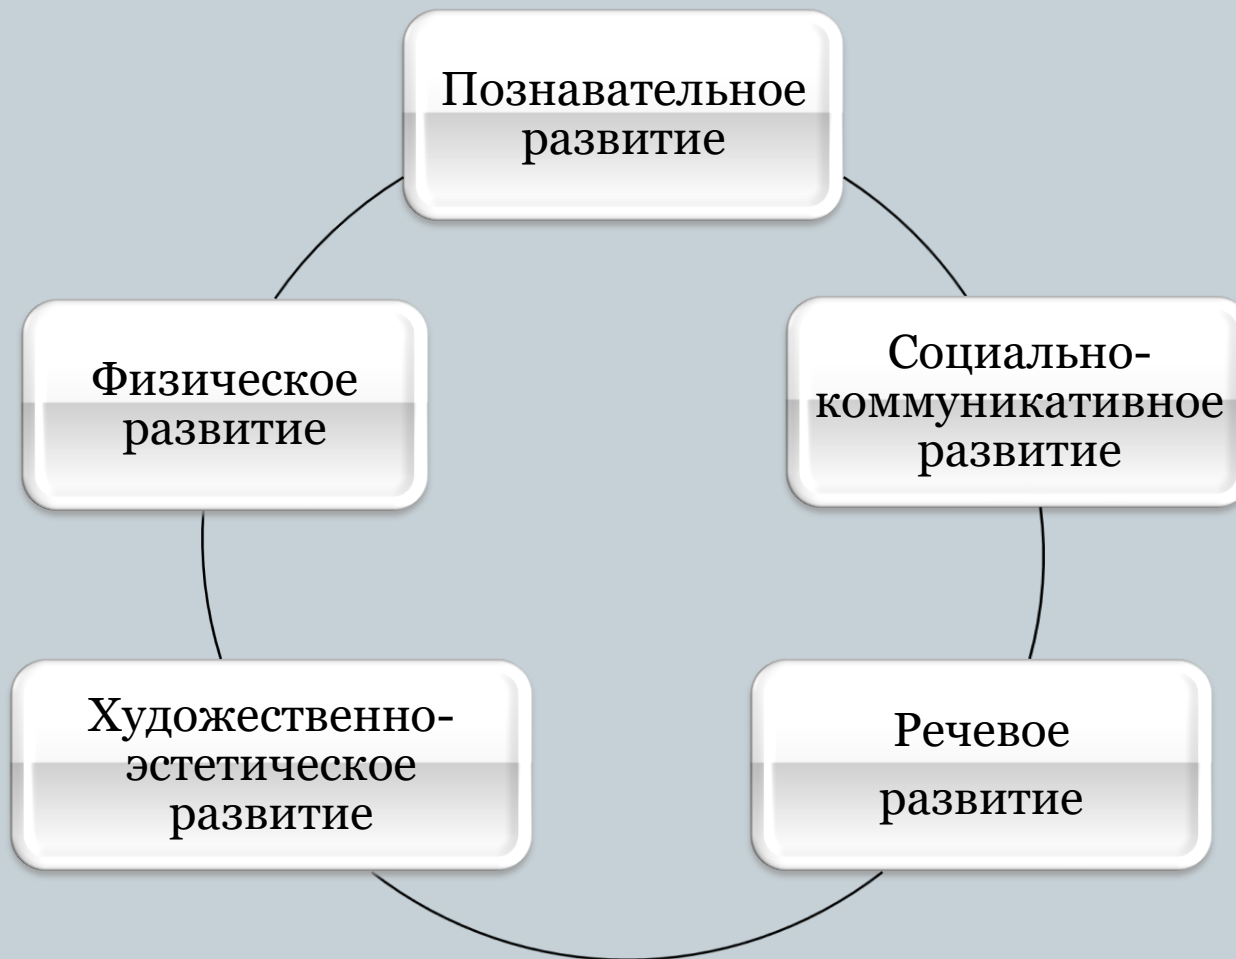 Познавательное
развитие
Социально-
коммуникативное
развитие
Речевое
развитие
Художественно-
эстетическое
развитие
Физическое
развитие